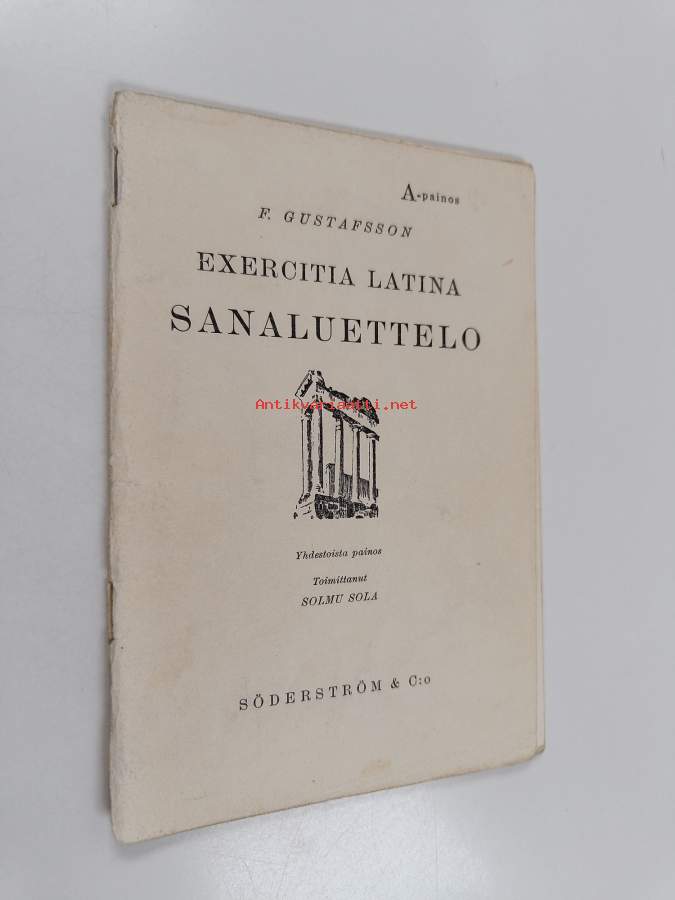 A-painos
F. GUSTAFSSON
EXERCITIA LATINA
SANALUETTELO
Antikvariaatti.net
Yhdestoista painos
Toimittanut
SOLMU SOLA
SÖDERSTRÖM & C:o